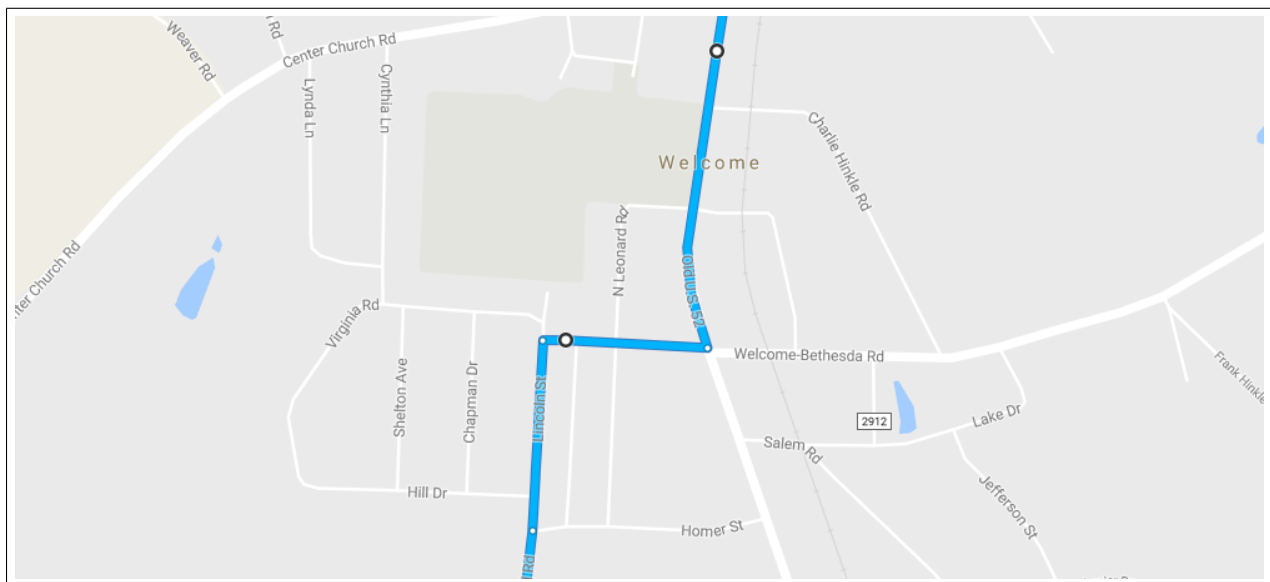 Weaver Rd
Rd
Center Church Rd
Lynda Ln
Cynthia Ln
Charlie Hinkle Rd
Welcome
N Leonard Rd
Old U.S. 52
Center Church Rd
Virginia Rd
Welcome-Bethesda Rd
Shelton Ave
Chapman Dr
Lincoln St
Frank Hinkle
2912
Lake Dr
Salem Rd
Hill Dr
Jefferson St
Homer St
Rd